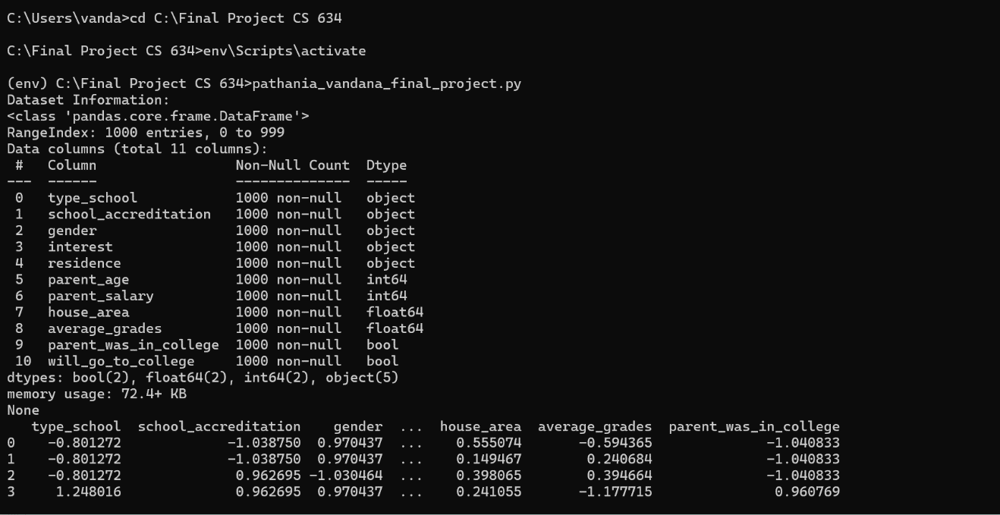 C:\Users\vanda>cd C:\Final Project CS 634
C:\Final Project CS 634>env\Scripts\activate
(env) C:\Final Project CS 634>pathania_vandana_final_project.py
Dataset Information:
<class 'pandas.core.frame.DataFrame'>
RangeIndex: 1000 entries, 0 to 999
Data columns (total 11 columns):
 #   Column                Non-Null Count  Dtype
---  ------                --------------  -----
 0   type_school           1000 non-null   object
 1   school_accreditation  1000 non-null   object
 2   gender                1000 non-null   object
 3   interest              1000 non-null   object
 4   residence             1000 non-null   object
 5   parent_age            1000 non-null   int64
 6   parent_salary         1000 non-null   int64
 7   house_area            1000 non-null   float64
 8   average_grades        1000 non-null   float64
 9   parent_was_in_college  1000 non-null   bool
 10  will_go_to_college    1000 non-null   bool
dtypes: bool(2), float64(2), int64(2), object(5)
memory usage: 72.4+ KB
None
   type_school  school_accreditation    gender  ...  house_area  average_grades  parent_was_in_college
0    -0.801272             -1.038750  0.970437  ...    0.555074       -0.594365              -1.040833
1    -0.801272             -1.038750  0.970437  ...    0.149467        0.240684              -1.040833
2    -0.801272              0.962695 -1.030464  ...    0.398065        0.394664              -1.040833
3     1.248016              0.962695  0.970437  ...    0.241055       -1.177715               0.960769